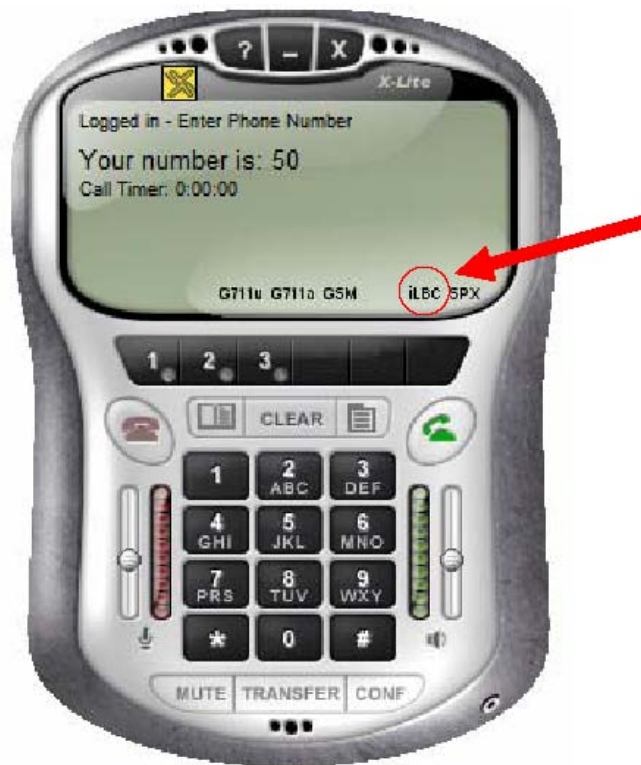 ? – X
X-Lite
Logged in - Enter Phone Number
Your number is: 50
Call Timer: 0:00:00
G711u G711a GSM iLBC SPX
1 2 3
CLEAR
1 2 3
ABC DEF
4 5 6
GHI JKL MNO
7 8 9
PRS TUV WXY
* 0 #
MUTE TRANSFER CONF